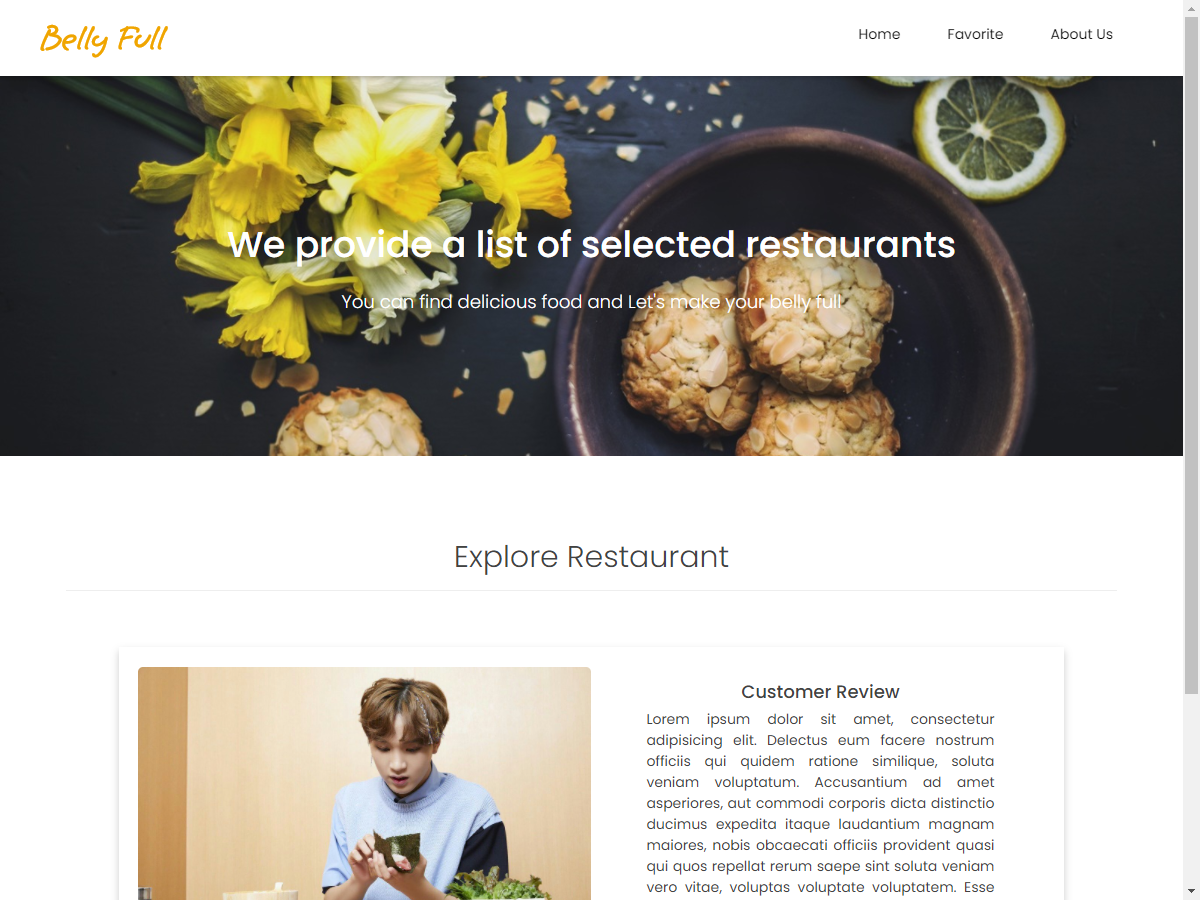 Belly Full
Home
Favorite
About Us
We provide a list of selected restaurants
You can find delicious food and Let's make your belly full
Explore Restaurant
Customer Review
Lorem ipsum dolor sit amet, consectetur
adipisicing elit. Delectus eum facere nostrum
officiis qui quidem ratione similique, soluta
veniam voluptatum. Accusantium ad amet
asperiores, aut commodi corporis dicta distinctio
ducimus expedita itaque laudantium magnam
maiores, nobis obcaecati officiis provident quasi
qui quos repellat rerum saepe sint soluta veniam
vero vitae, voluptas voluptate voluptatem. Esse